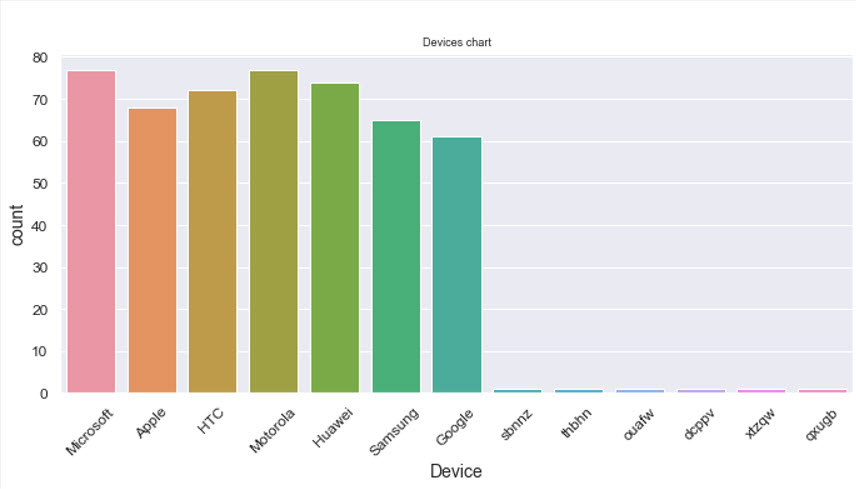 Devices chart
80
70
60
50
40
30
20
10
0
count
Microsoft
Apple
HTC
Motorola
Huawei
Samsung
Google
sbnnz
thbhn
ouafw
dcppv
xtzqw
qxugb
Device